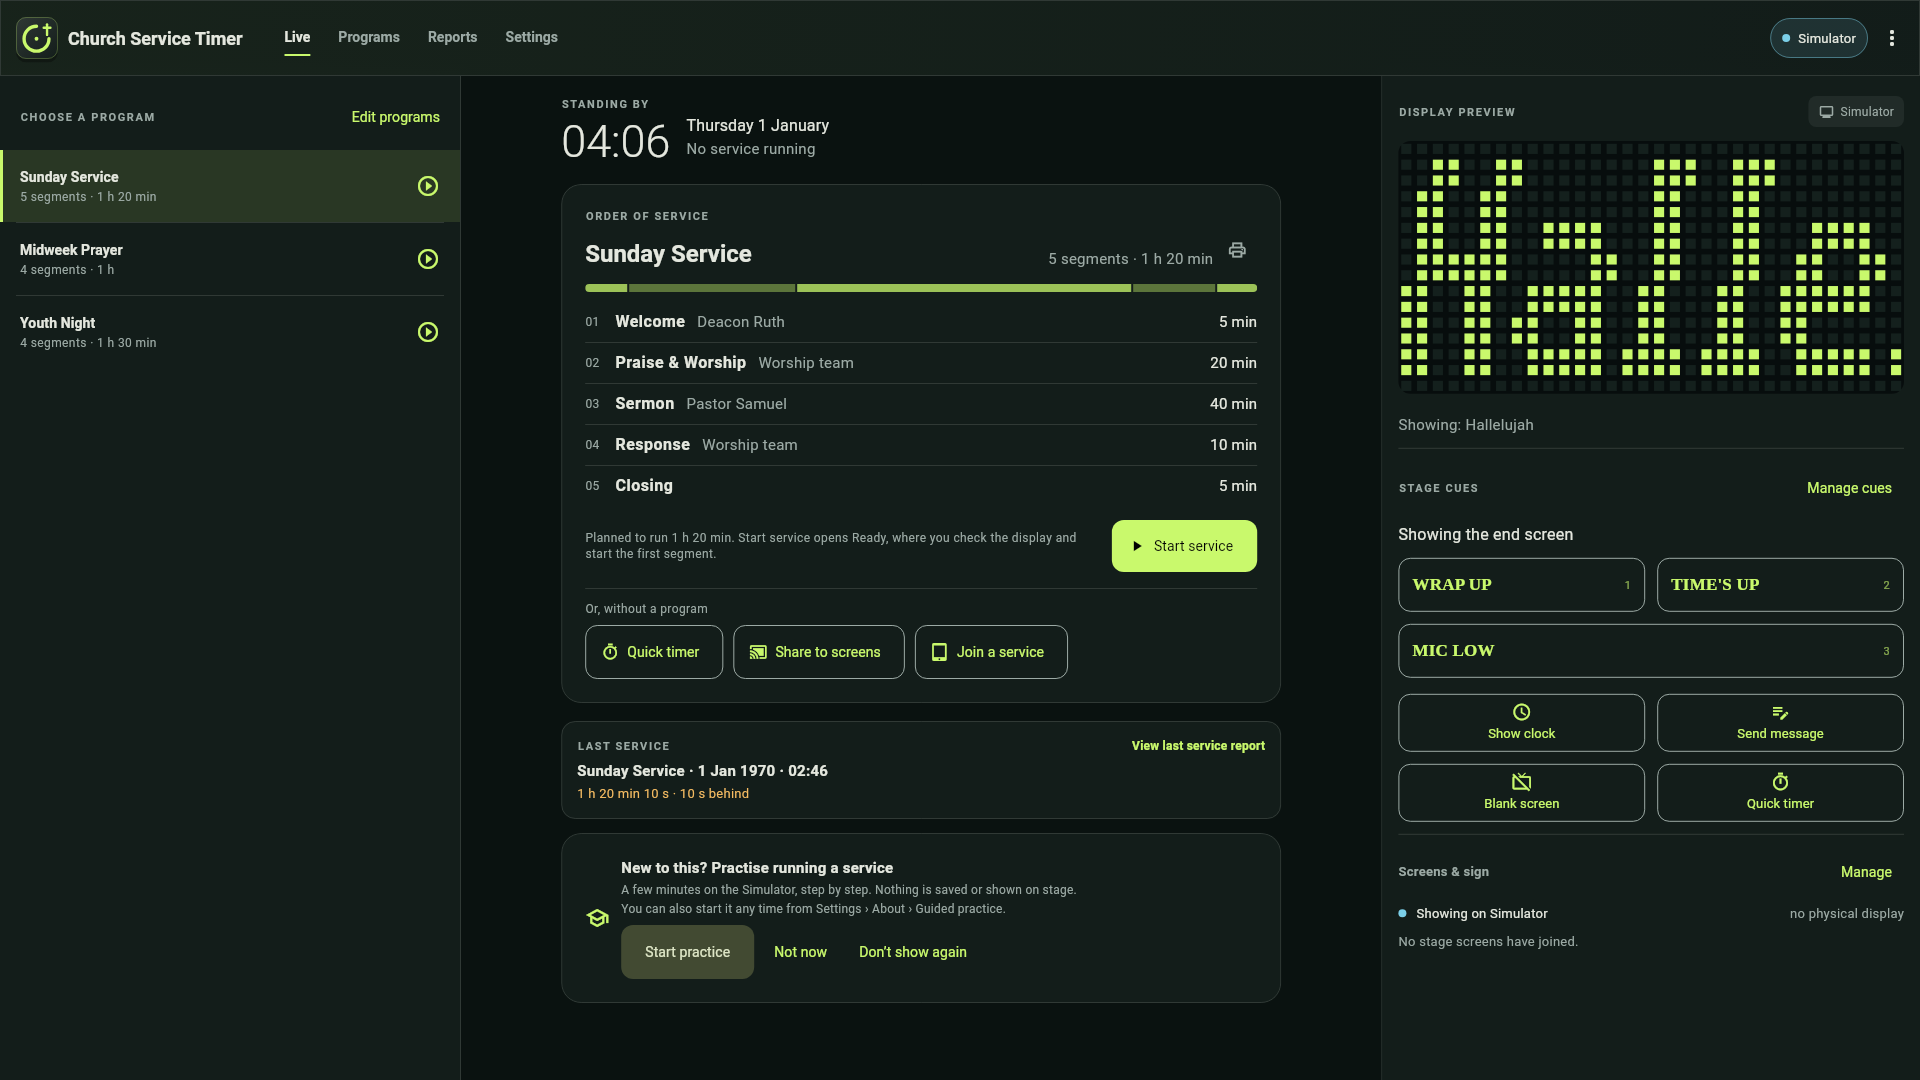 Church Service Timer
Live
Programs
Reports
Settings
Simulator
CHOOSE A PROGRAM
Edit programs
Sunday Service
5 segments · 1 h 20 min
Midweek Prayer
4 segments · 1 h
Youth Night
4 segments · 1 h 30 min
STANDING BY
04:06
Thursday 1 January
No service running
ORDER OF SERVICE
Sunday Service
5 segments · 1 h 20 min
01 Welcome Deacon Ruth 5 min
02 Praise & Worship Worship team 20 min
03 Sermon Pastor Samuel 40 min
04 Response Worship team 10 min
05 Closing 5 min
Planned to run 1 h 20 min. Start service opens Ready, where you check the display and
start the first segment.
Start service
Or, without a program
Quick timer
Share to screens
Join a service
LAST SERVICE
View last service report
Sunday Service · 1 Jan 1970 · 02:46
1 h 20 min 10 s · 10 s behind
New to this? Practise running a service
A few minutes on the Simulator, step by step. Nothing is saved or shown on stage.
You can also start it any time from Settings › About › Guided practice.
Start practice
Not now
Don't show again
DISPLAY PREVIEW
Simulator
Halle
Showing: Hallelujah
STAGE CUES
Manage cues
Showing the end screen
WRAP UP 1
TIME'S UP 2
MIC LOW 3
Show clock
Send message
Blank screen
Quick timer
Screens & sign
Manage
Showing on Simulator
no physical display
No stage screens have joined.